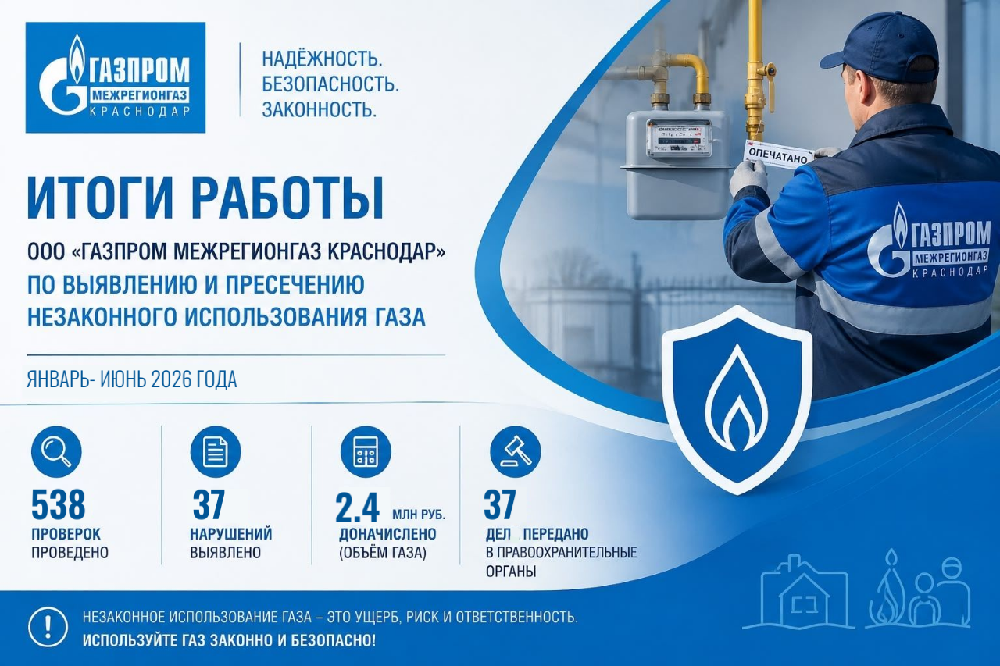 ГАЗПРОМ
МЕЖРЕГИОНГАЗ
КРАСНОДАР
НАДЁЖНОСТЬ.
БЕЗОПАСНОСТЬ.
ЗАКОННОСТЬ.
ОПЕЧАТАНО
ГАЗПРОМ
МЕЖРЕГИОНГАЗ
КРАСНОДАР
ИТОГИ РАБОТЫ
ООО «ГАЗПРОМ МЕЖРЕГИОНГАЗ КРАСНОДАР»
ПО ВЫЯВЛЕНИЮ И ПРЕСЕЧЕНИЮ
НЕЗАКОННОГО ИСПОЛЬЗОВАНИЯ ГАЗА
ЯНВАРЬ- ИЮНЬ 2026 ГОДА
538
ПРОВЕРОК
ПРОВЕДЕНО
37
НАРУШЕНИЙ
ВЫЯВЛЕНО
2.4 МЛН РУБ.
ДОНАЧИСЛЕНО
(ОБЪЁМ ГАЗА)
37
ДЕЛ ПЕРЕДАНО
В ПРАВООХРАНИТЕЛЬНЫЕ
ОРГАНЫ
НЕЗАКОННОЕ ИСПОЛЬЗОВАНИЕ ГАЗА – ЭТО УЩЕРБ, РИСК И ОТВЕТСТВЕННОСТЬ.
ИСПОЛЬЗУЙТЕ ГАЗ ЗАКОННО И БЕЗОПАСНО!